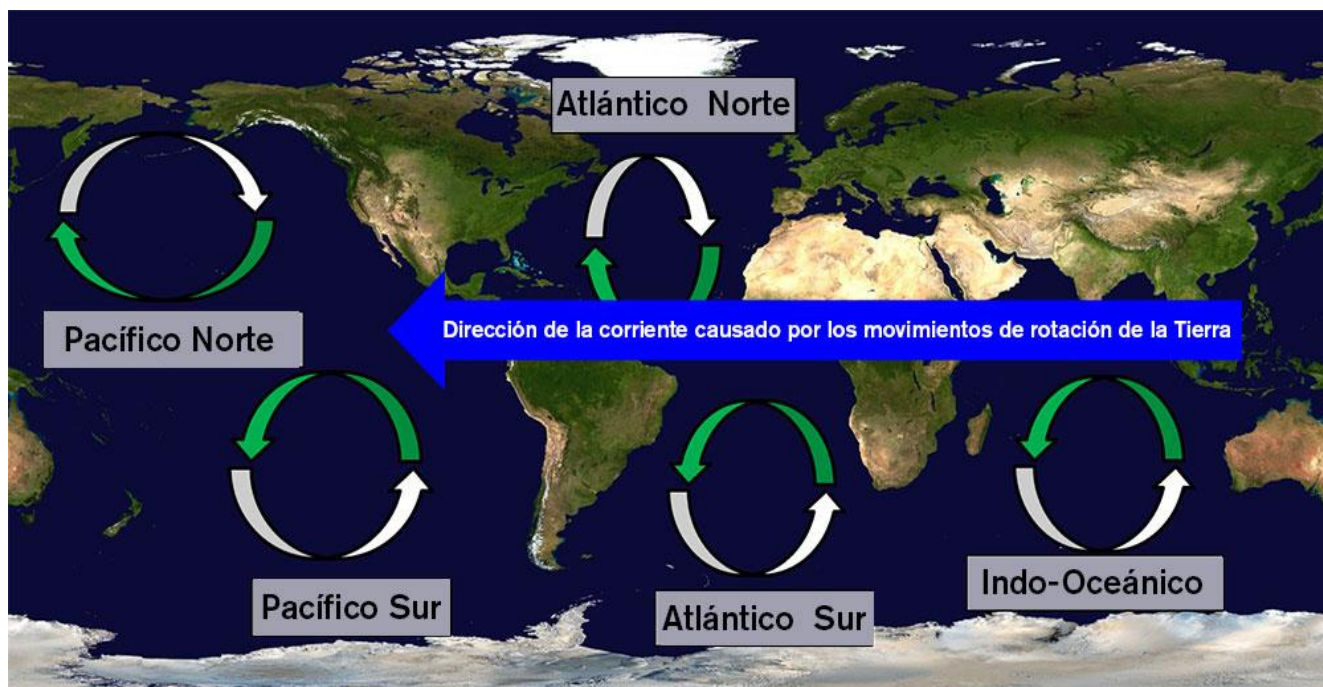 Atlántico Norte
Dirección de la corriente causado por los movimientos de rotación de la Tierra
Pacífico Norte
Indo-Oceánico
Pacífico Sur
Atlántico Sur